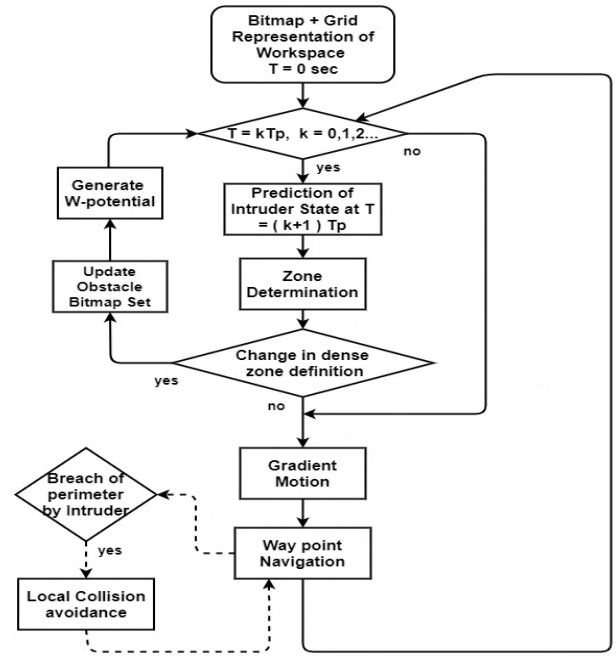 Bitmap + Grid
Representation of
Workspace
T = 0 sec
T = kTp, k = 0,1,2...
no
yes
Generate
W-potential
Prediction of
Intruder State at T
= ( k+1 ) Tp
Update
Obstacle
Bitmap Set
Zone
Determination
Change in dense
zone definition
yes
no
Gradient
Motion
Breach of
perimeter
by Intruder
Way point
Navigation
yes
Local Collision
avoidance